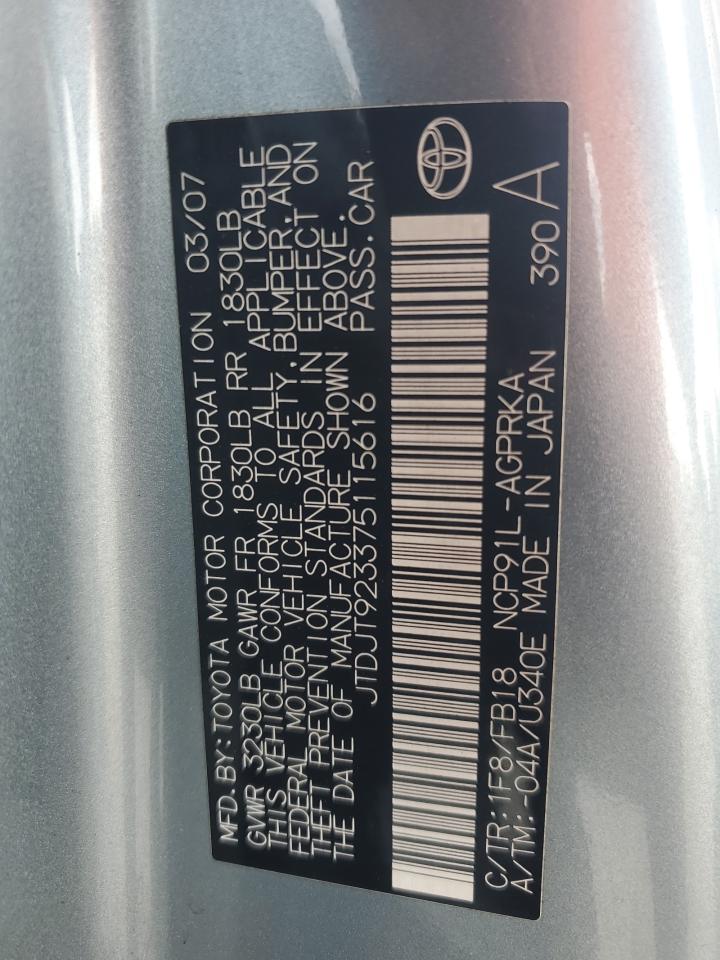 MFD. BY: TOYOTA MOTOR CORPORATION 03/07
GVWR 3230LB GAWR FR 1830LB RR 1830LB
THIS VEHICLE CONFORMS TO ALL APPLICABLE
FEDERAL MOTOR VEHICLE SAFETY, BUMPER, AND
THEFT PREVENTION STANDARDS IN EFFECT ON
THE DATE OF MANUFACTURE SHOWN ABOVE.
JTDJT923375115616 PASS. CAR
C/TR: 1F8/FB18 NCP91L-AGPRKA
A/TM: -04A/U340E MADE IN JAPAN 390 A